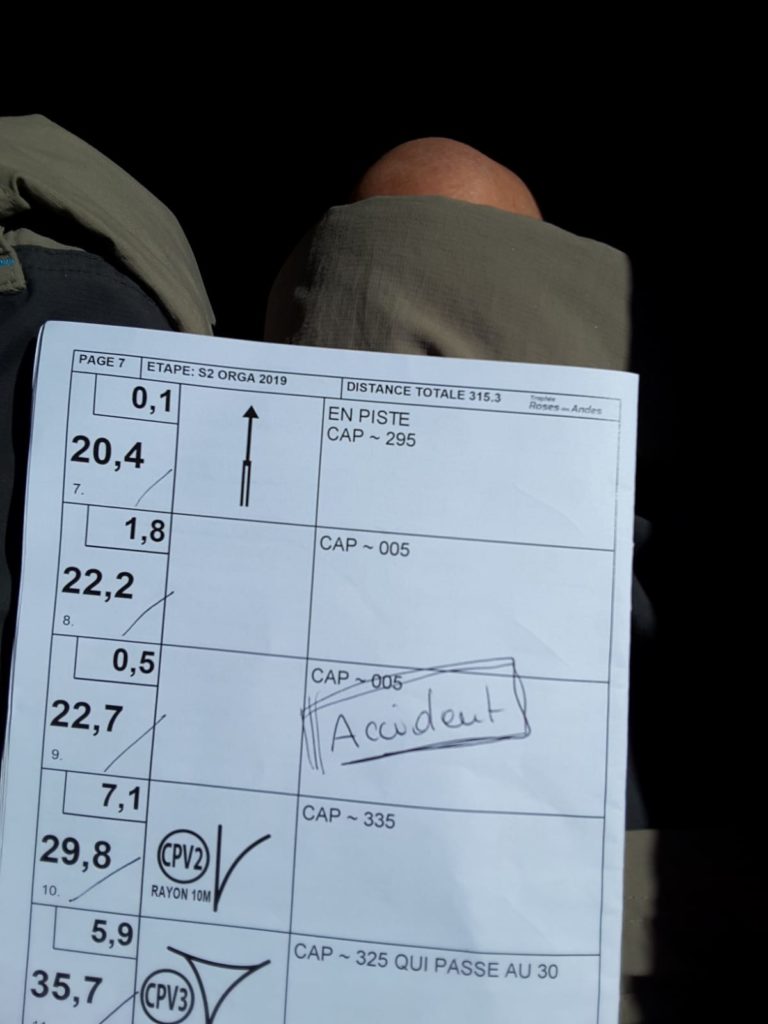 PAGE 7 ETAPE: S2 ORGA 2019 DISTANCE TOTALE 315.3 Trophée Roses des Andes
0,1
20,4
7.
EN PISTE
CAP ~ 295
1,8
22,2
8.
CAP ~ 005
0,5
22,7
9.
CAP ~ 005
Accident
7,1
29,8
10.
CPV2
RAYON 10M
CAP ~ 335
5,9
35,7
CPV3
CAP ~ 325 QUI PASSE AU 30